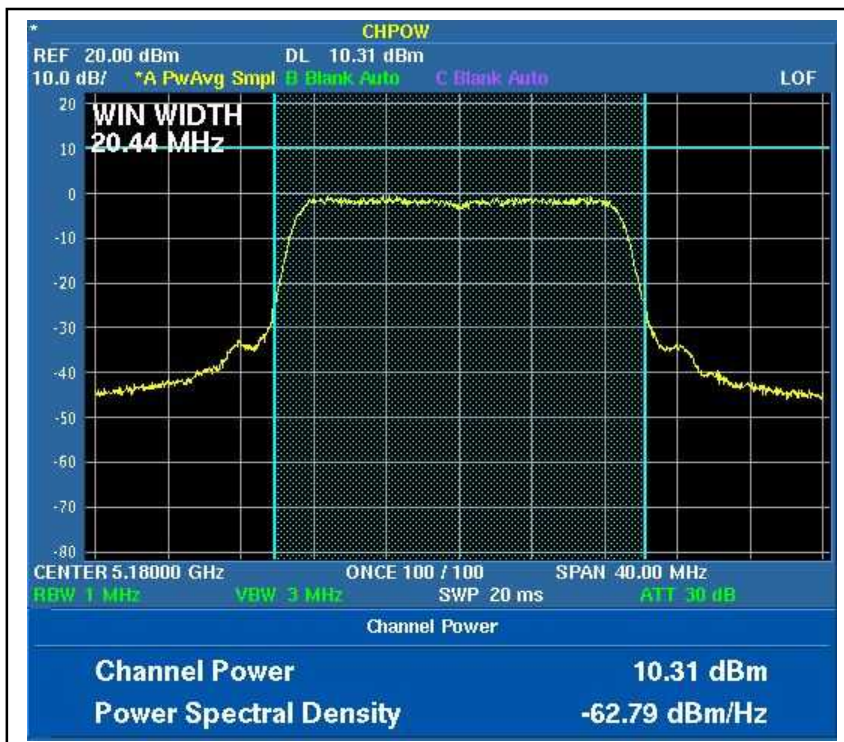 *
CHPOW
REF 20.00 dBm DL 10.31 dBm
10.0 dB/ *A PwAvg Smpl B Blank Auto C Blank Auto LOF
WIN WIDTH
20.44 MHz
20
10
0
-10
-20
-30
-40
-50
-60
-70
-80
CENTER 5.18000 GHz ONCE 100 / 100 SPAN 40.00 MHz
RBW 1 MHz VBW 3 MHz SWP 20 ms ATT 30 dB
Channel Power
Channel Power 10.31 dBm
Power Spectral Density -62.79 dBm/Hz